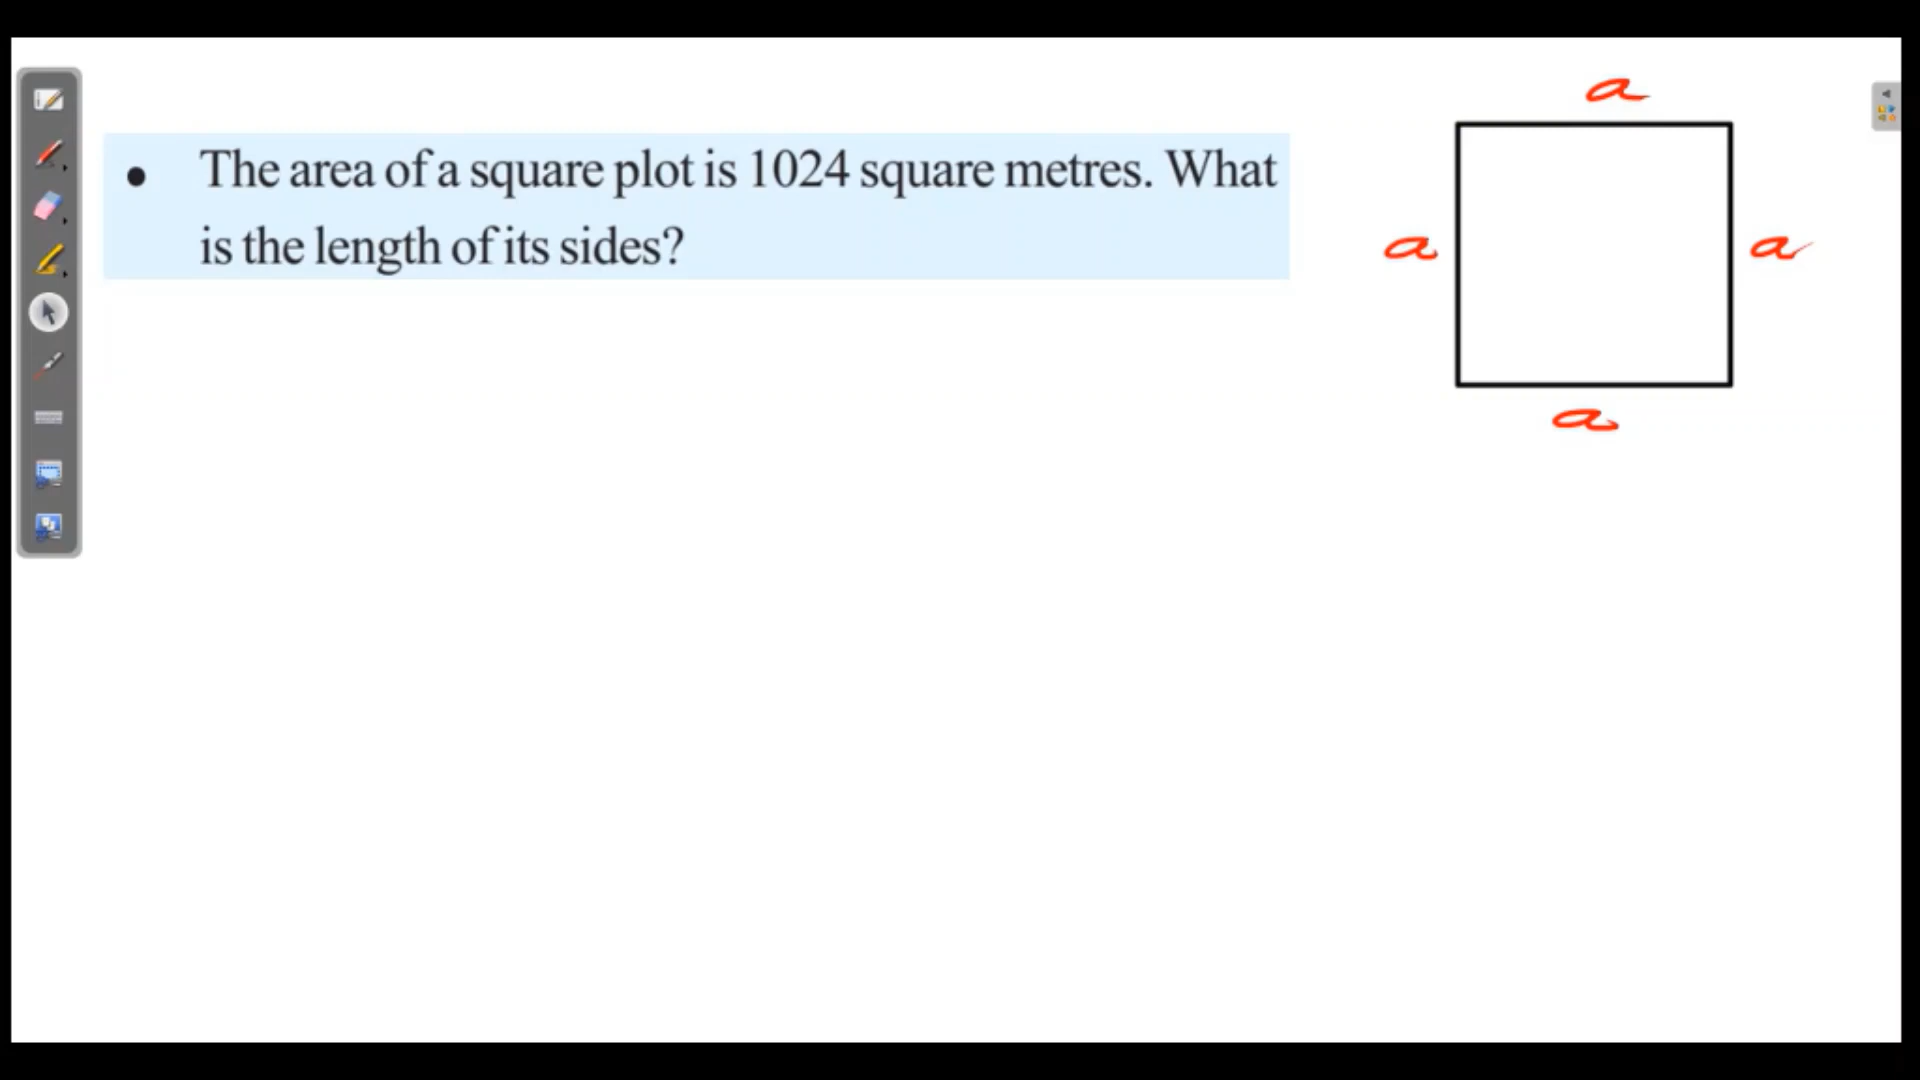 a
• The area of a square plot is 1024 square metres. What
is the length of its sides?
a
a
a